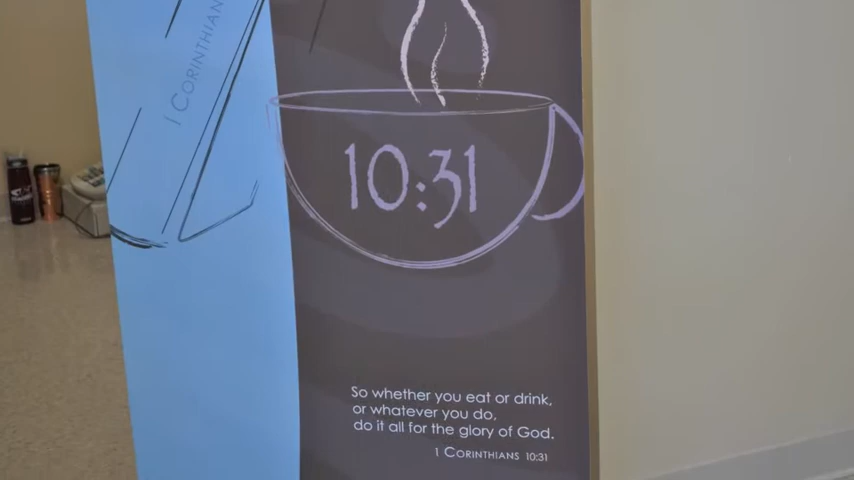 1 CORINTHIAN
10:31
So whether you eat or drink,
or whatever you do,
do it all for the glory of God.
1 CORINTHIANS 10:31